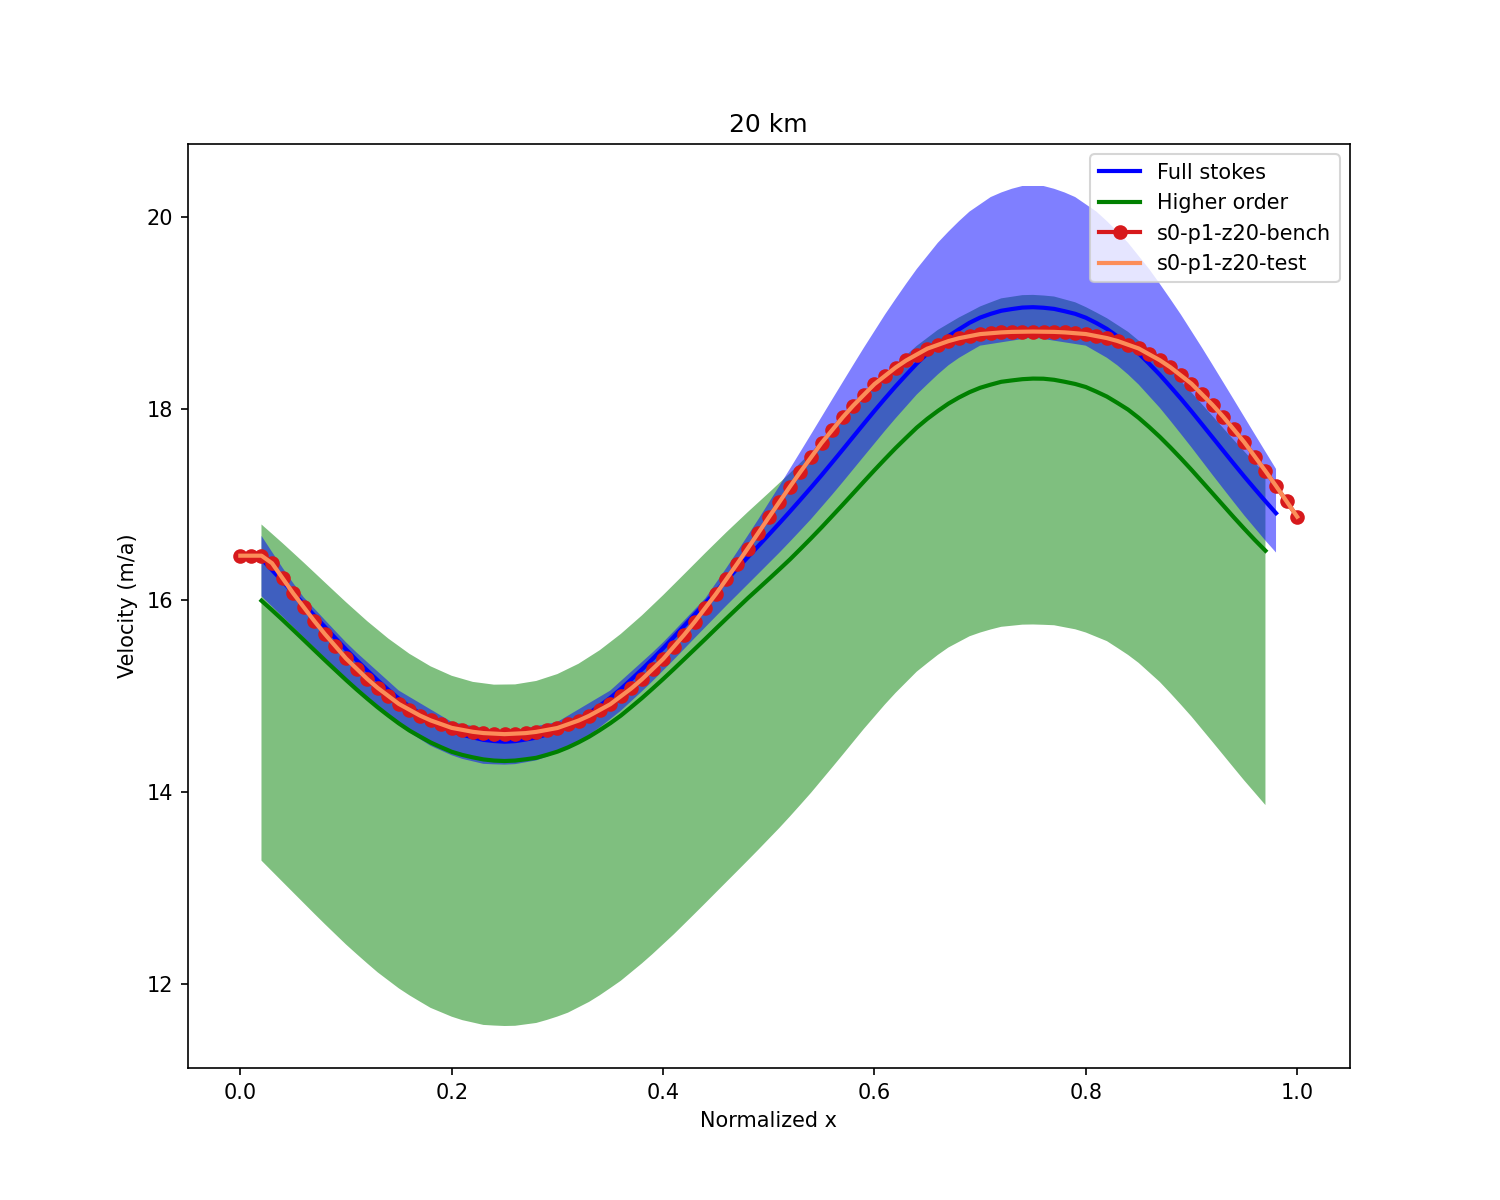 20 km
Full stokes
Higher order
s0-p1-z20-bench
s0-p1-z20-test
Velocity (m/a)
20
18
16
14
12
0.0 0.2 0.4 0.6 0.8 1.0
Normalized x